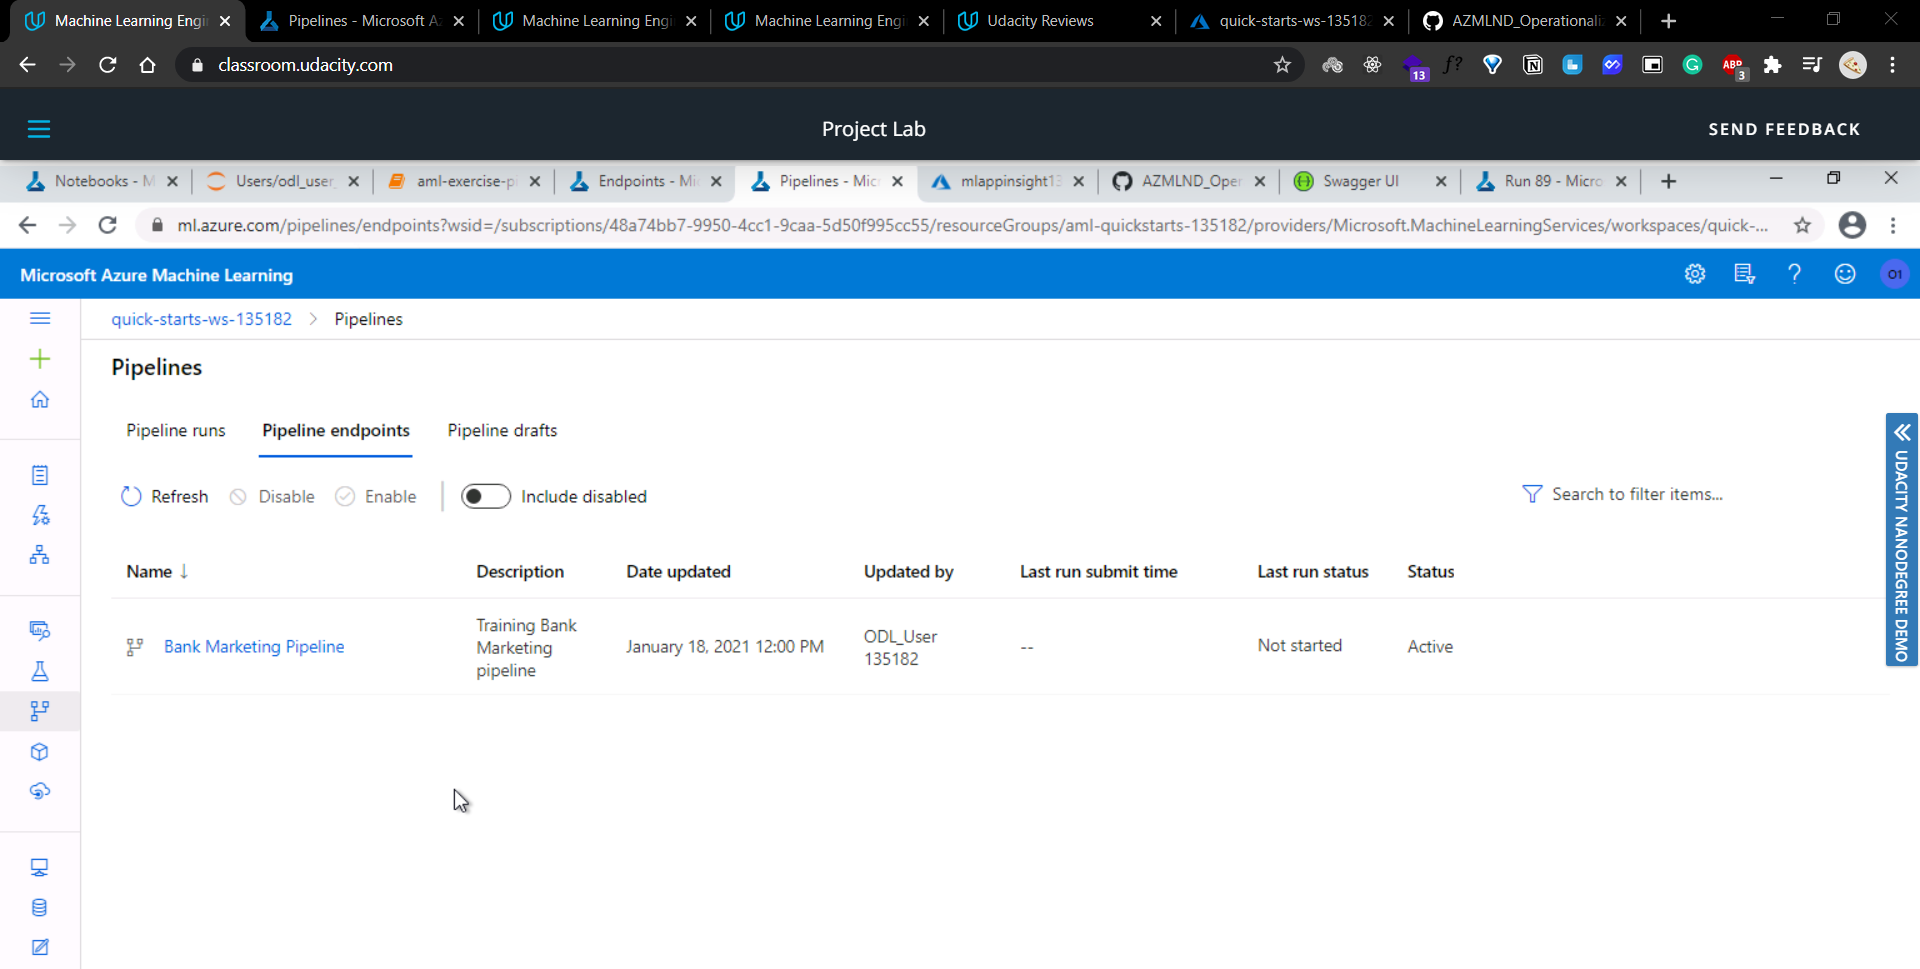 Machine Learning Engi
Pipelines - Microsoft A
Machine Learning Engi
Machine Learning Engi
Udacity Reviews
quick-starts-ws-135182
AZMLND_Operationali
classroom.udacity.com
f?
13
ABP
3
Project Lab
SEND FEEDBACK
Notebooks - M
Users/odl_user_
aml-exercise-p
Endpoints - Mi
Pipelines - Micr
mlappinsight13
AZMLND_Oper
Swagger UI
Run 89 - Micro
ml.azure.com/pipelines/endpoints?wsid=/subscriptions/48a74bb7-9950-4cc1-9caa-5d50f995cc55/resourceGroups/aml-quickstarts-135182/providers/Microsoft.MachineLearningServices/workspaces/quick-...
Microsoft Azure Machine Learning
O1
quick-starts-ws-135182 > Pipelines
Pipelines
Pipeline runs
Pipeline endpoints
Pipeline drafts
Refresh
Disable
Enable
Include disabled
Search to filter items...
UDACITY NANODEGREE DEMO
Name ↓
Description
Date updated
Updated by
Last run submit time
Last run status
Status
Bank Marketing Pipeline
Training Bank
Marketing
pipeline
January 18, 2021 12:00 PM
ODL_User
135182
--
Not started
Active